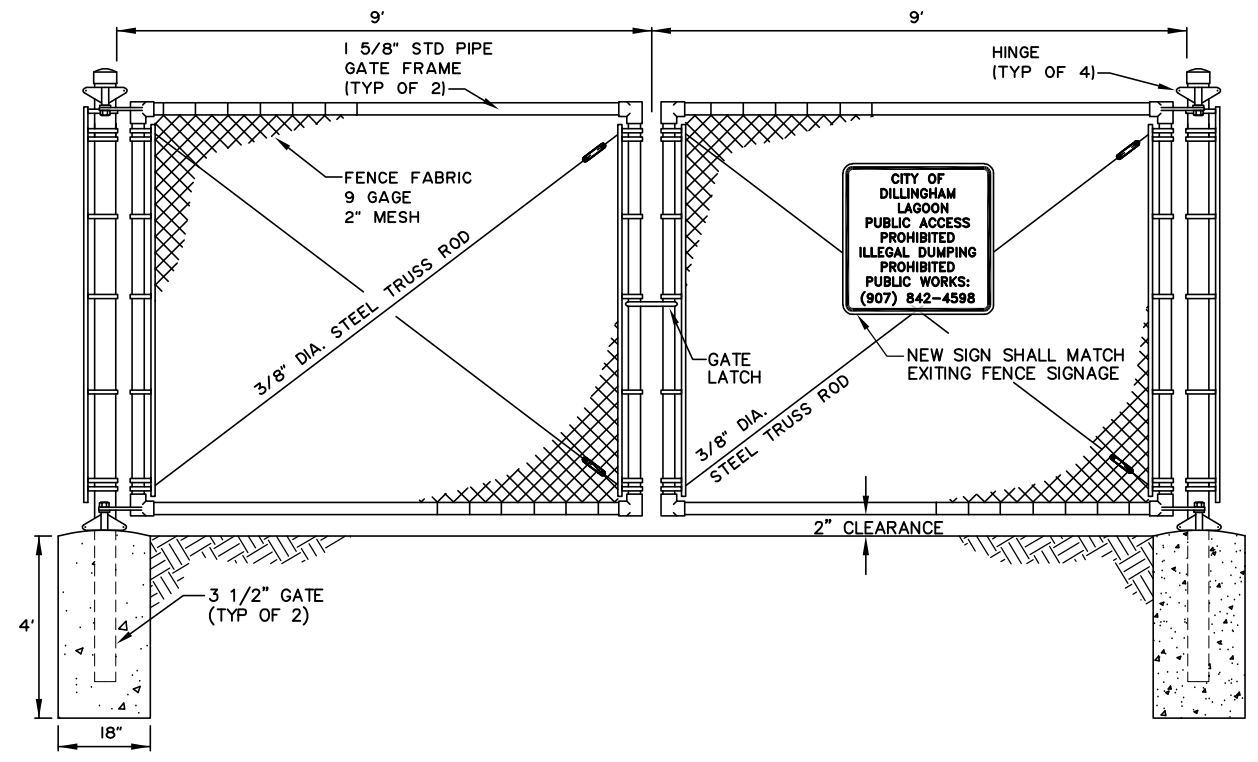 9'
9'
1 5/8" STD PIPE
GATE FRAME
(TYP OF 2)
HINGE
(TYP OF 4)
FENCE FABRIC
9 GAGE
2" MESH
3/8" DIA. STEEL TRUSS ROD
CITY OF
DILLINGHAM
LAGOON
PUBLIC ACCESS
PROHIBITED
ILLEGAL DUMPING
PROHIBITED
PUBLIC WORKS:
(907) 842-4598
GATE
LATCH
NEW SIGN SHALL MATCH
EXITING FENCE SIGNAGE
3/8" DIA.
STEEL TRUSS ROD
2" CLEARANCE
3 1/2" GATE
(TYP OF 2)
4'
18"